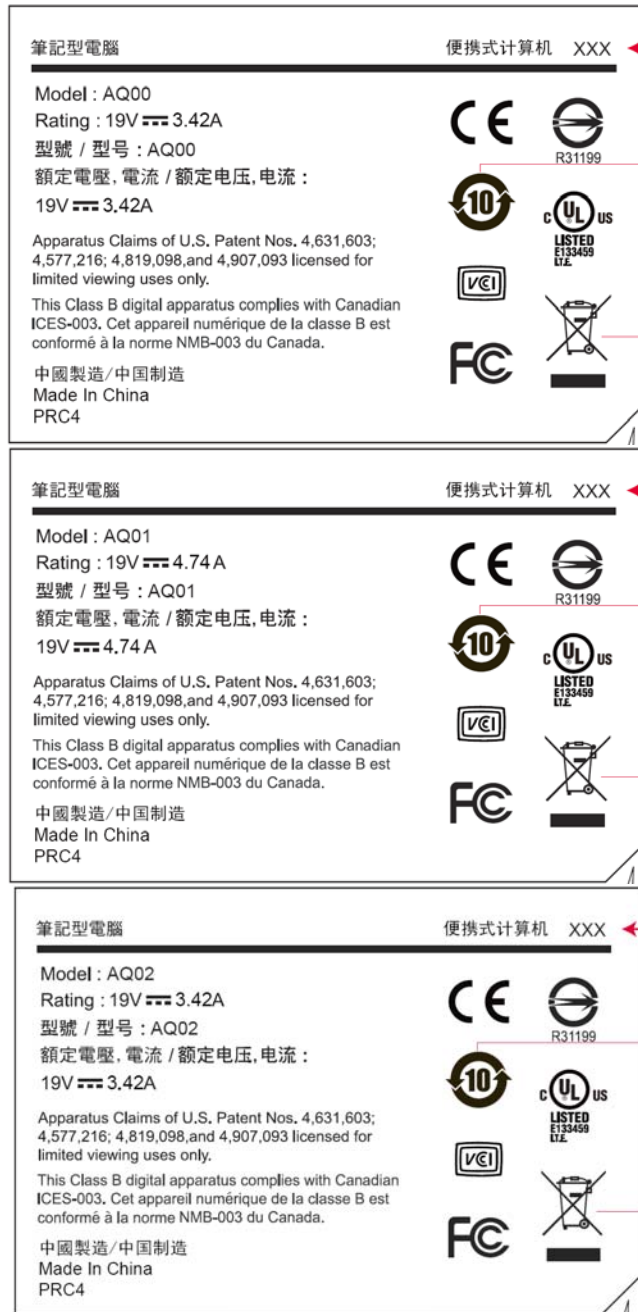 筆記型電腦 便携式计算机 XXX
Model : AQ00
Rating : 19V 3.42A
型號 / 型号 : AQ00
額定電壓, 電流 / 额定电压, 电流 :
19V 3.42A
Apparatus Claims of U.S. Patent Nos. 4,631,603;
4,577,216; 4,819,098,and 4,907,093 licensed for
limited viewing uses only.
This Class B digital apparatus complies with Canadian
ICES-003. Cet appareil numérique de la classe B est
conformé à la norme NMB-003 du Canada.
中國製造/中国制造
Made In China
PRC4
CE
R31199
10
C UL US
LISTED
E133459
I.T.E.
VCI
FC
筆記型電腦 便携式计算机 XXX
Model : AQ01
Rating : 19V 4.74 A
型號 / 型号 : AQ01
額定電壓, 電流 / 额定电压, 电流 :
19V 4.74 A
Apparatus Claims of U.S. Patent Nos. 4,631,603;
4,577,216; 4,819,098,and 4,907,093 licensed for
limited viewing uses only.
This Class B digital apparatus complies with Canadian
ICES-003. Cet appareil numérique de la classe B est
conformé à la norme NMB-003 du Canada.
中國製造/中国制造
Made In China
PRC4
CE
R31199
10
C UL US
LISTED
E133459
I.T.E.
VCI
FC
筆記型電腦 便携式计算机 XXX
Model : AQ02
Rating : 19V 3.42A
型號 / 型号 : AQ02
額定電壓, 電流 / 额定电压, 电流 :
19V 3.42A
Apparatus Claims of U.S. Patent Nos. 4,631,603;
4,577,216; 4,819,098,and 4,907,093 licensed for
limited viewing uses only.
This Class B digital apparatus complies with Canadian
ICES-003. Cet appareil numérique de la classe B est
conformé à la norme NMB-003 du Canada.
中國製造/中国制造
Made In China
PRC4
CE
R31199
10
C UL US
LISTED
E133459
I.T.E.
VCI
FC